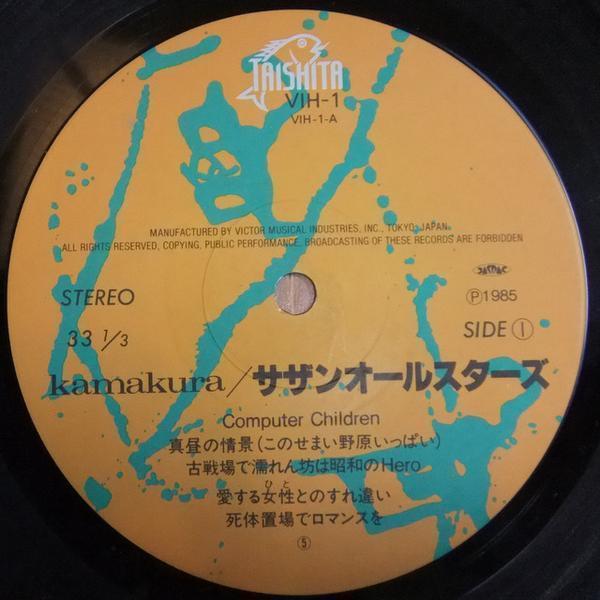 TAISHITA
VIH-1
VIH-1-A
MANUFACTURED BY VICTOR MUSICAL INDUSTRIES, INC., TOKYO, JAPAN.
ALL RIGHTS RESERVED, COPYING, PUBLIC PERFORMANCE, BROADCASTING OF THESE RECORDS ARE FORBIDDEN
JASRAC
STEREO
Ⓟ1985
33 1/3
SIDE ①
kamakura/サザンオールスターズ
Computer Children
真昼の情景(このせまい野原いっぱい)
古戦場で濡れん坊は昭和のHero
ひと
愛する女性とのすれ違い
死体置場でロマンスを
⑤